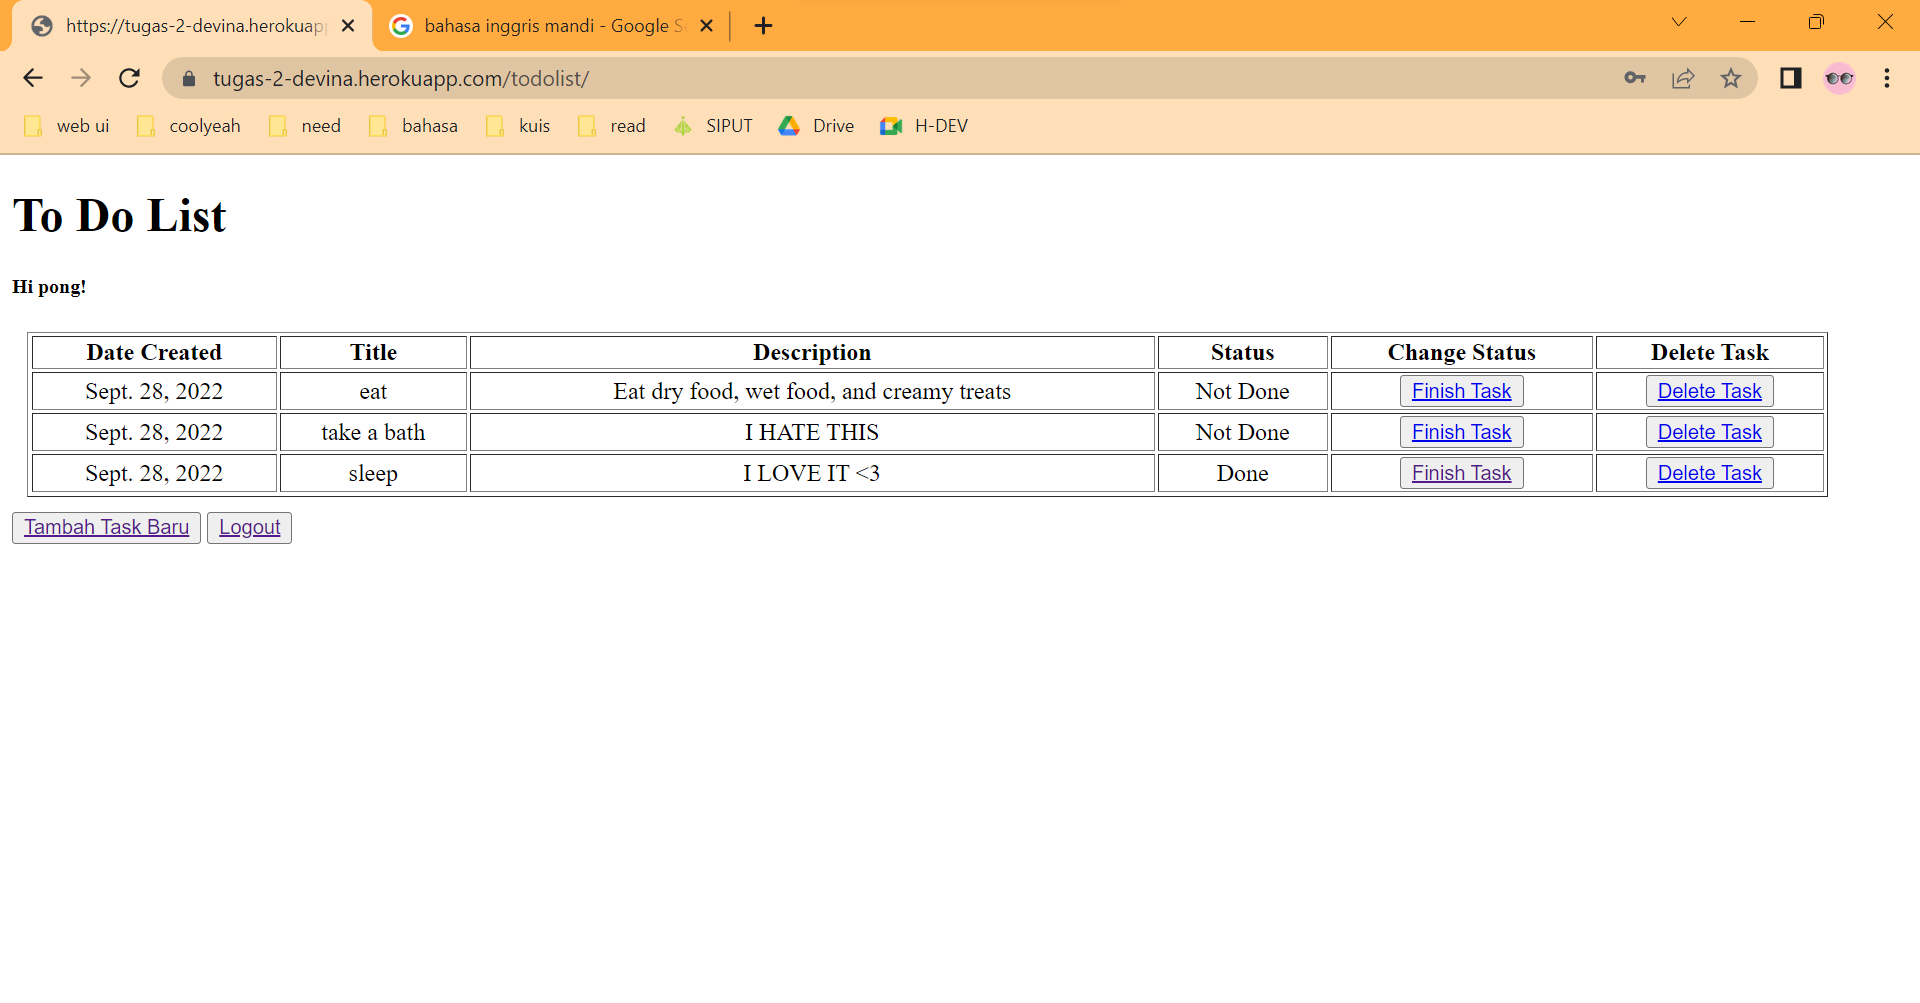 https://tugas-2-devina.herokuap
bahasa inggris mandi - Google S
tugas-2-devina.herokuapp.com/todolist/
web ui coolyeah need bahasa kuis read SIPUT Drive H-DEV
To Do List
Hi pong!
Date Created Title Description Status Change Status Delete Task
Sept. 28, 2022 eat Eat dry food, wet food, and creamy treats Not Done Finish Task Delete Task
Sept. 28, 2022 take a bath I HATE THIS Not Done Finish Task Delete Task
Sept. 28, 2022 sleep I LOVE IT <3 Done Finish Task Delete Task
Tambah Task Baru Logout